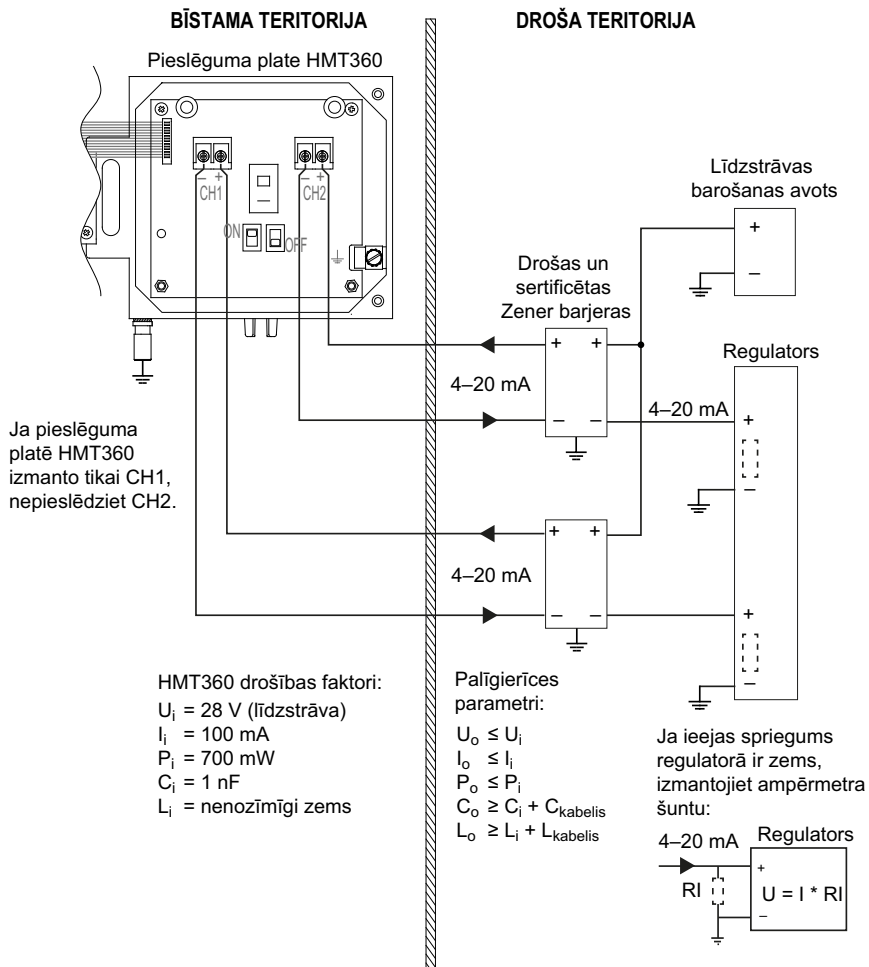 BĪSTAMA TERITORIJA
DROŠA TERITORIJA
Pieslēguma plate HMT360
– +
CH1
– +
CH2
ON
OFF
Līdzstrāvas
barošanas avots
+
–
Drošas un
sertificētas
Zener barjeras
+ +
– –
4–20 mA
4–20 mA
Regulators
+
–
+
–
Ja pieslēguma
platē HMT360
izmanto tikai CH1,
nepieslēdziet CH2.
+ +
– –
4–20 mA
HMT360 drošības faktori:
Uᵢ = 28 V (līdzstrāva)
Iᵢ = 100 mA
Pᵢ = 700 mW
Cᵢ = 1 nF
Lᵢ = nenozīmīgi zems
Palīgierīces
parametri:
Uₒ ≤ Uᵢ
Iₒ ≤ Iᵢ
Pₒ ≤ Pᵢ
Cₒ ≥ Cᵢ + Ckabelis
Lₒ ≥ Lᵢ + Lkabelis
Ja ieejas spriegums
regulatorā ir zems,
izmantojiet ampērmetra
šuntu:
4–20 mA
Regulators
RI
+
U = I * RI
–